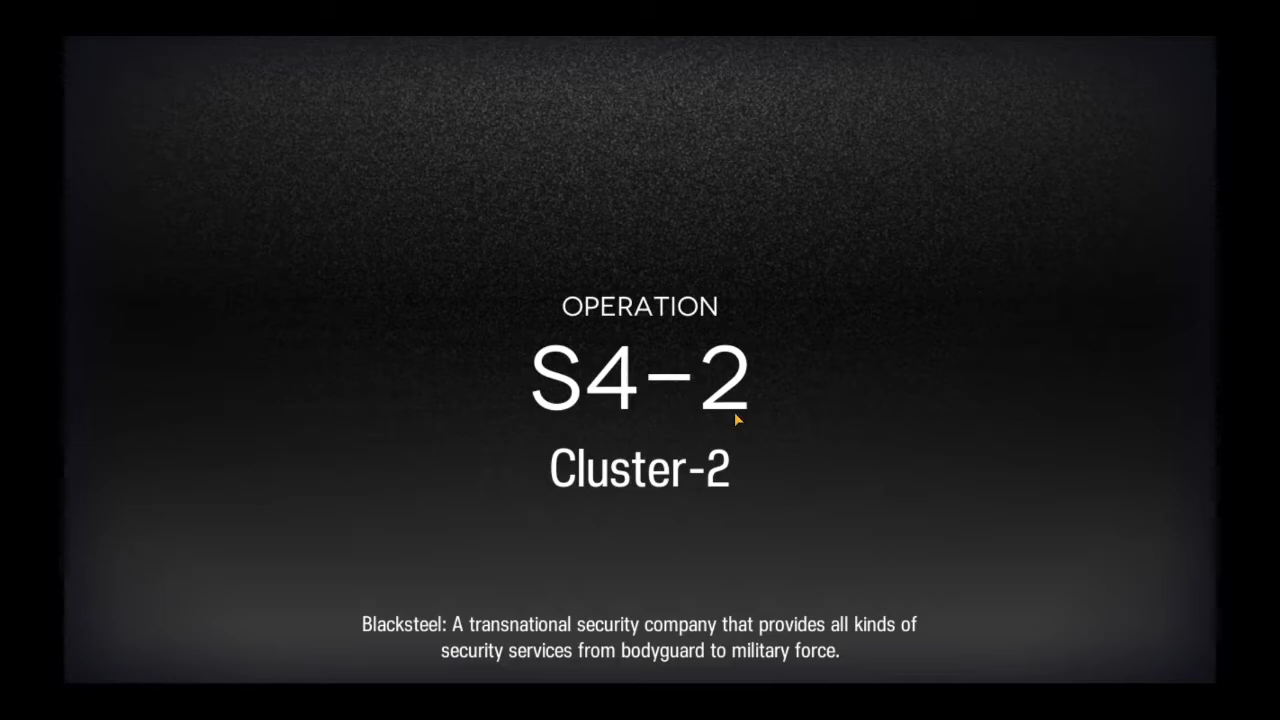 OPERATION
S4-2
Cluster-2
Blacksteel: A transnational security company that provides all kinds of
security services from bodyguard to military force.